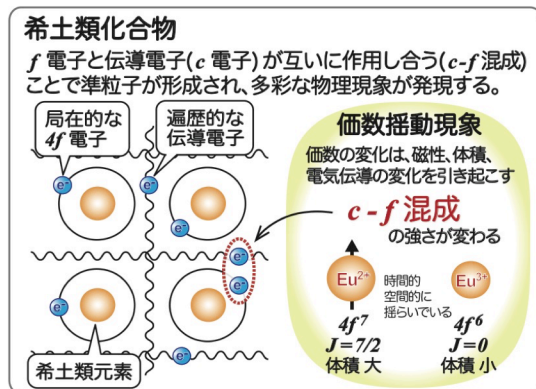 希土類化合物
f 電子と伝導電子(c 電子) が互いに作用し合う(c-f 混成)
ことで準粒子が形成され、多彩な物理現象が発現する。
局在的な
4f 電子
遍歴的な
伝導電子
e⁻
e⁻
e⁻
e⁻
e⁻
e⁻
e⁻
希土類元素
価数揺動現象
価数の変化は、磁性、体積、
電気伝導の変化を引き起こす
c - f 混成
の強さが変わる
Eu²⁺
時間的
空間的に
揺らいでいる
Eu³⁺
4f⁷
J=7/2
体積 大
4f⁶
J=0
体積 小